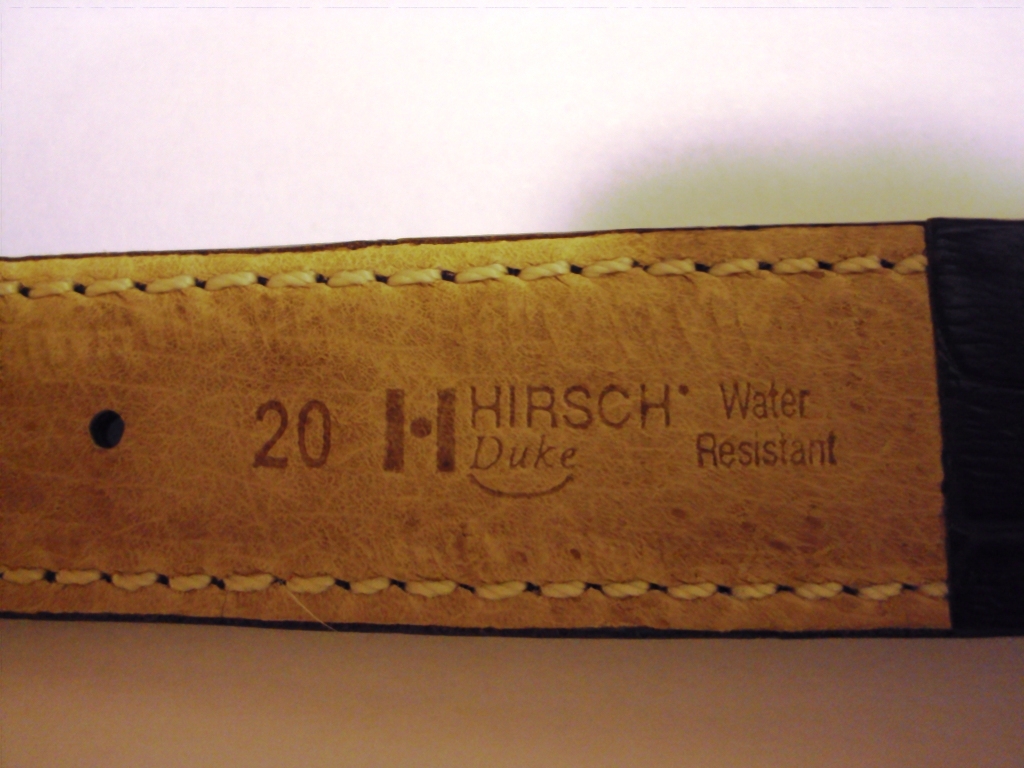 20 H HIRSCH Water
Duke Resistant